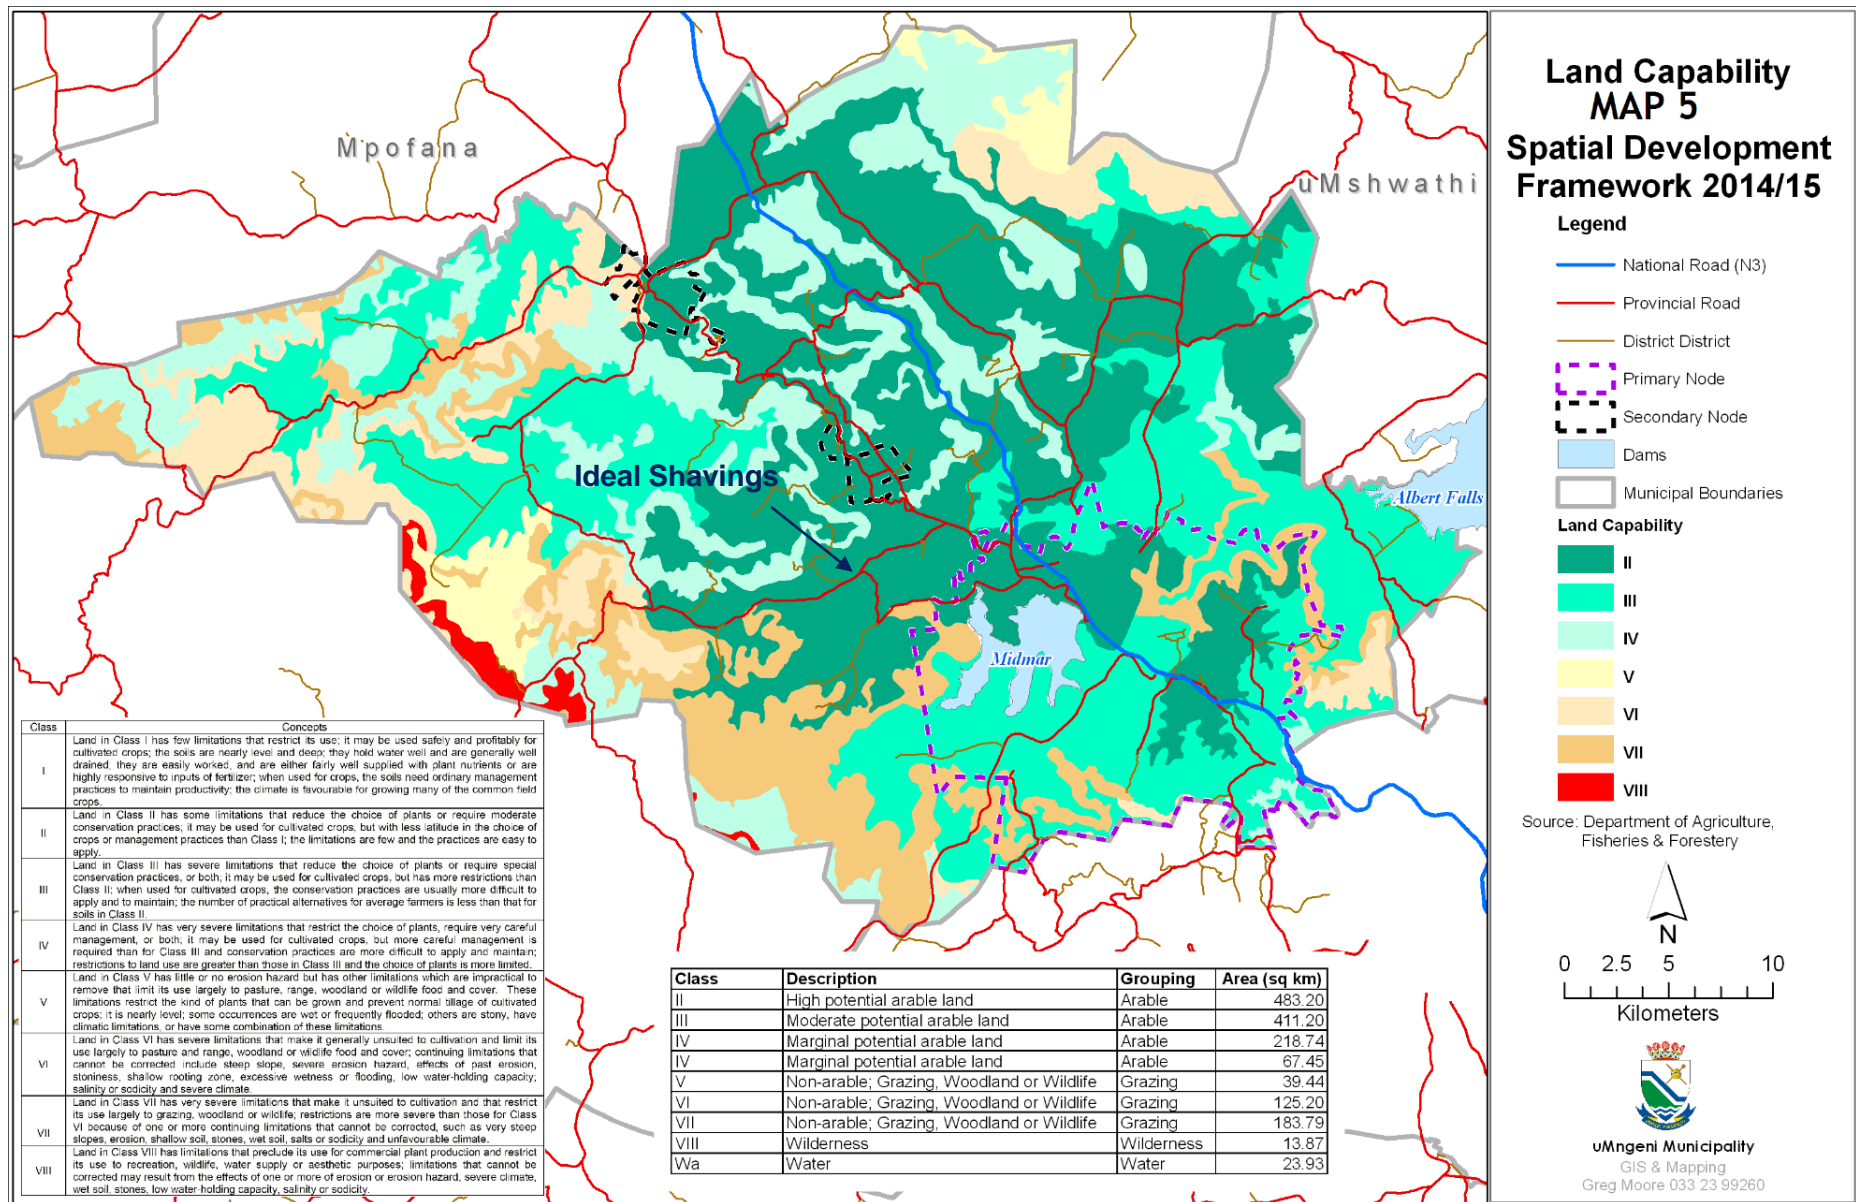 Land Capability
MAP 5
Spatial Development
Framework 2014/15
Legend
National Road (N3)
Provincial Road
District District
Primary Node
Secondary Node
Dams
Municipal Boundaries
Land Capability
II
III
IV
V
VI
VII
VIII
Source: Department of Agriculture,
Fisheries & Forestery
N
0 2.5 5 10
Kilometers
uMngeni Municipality
GIS & Mapping
Greg Moore 033 23 99260
Mpofana
uMshwathi
Ideal Shavings
Albert Falls
Midmar
Class Concepts
I
Land in Class I has few limitations that restrict its use; it may be used safely and profitably for
cultivated crops; the soils are nearly level and deep; they hold water well and are generally well
drained, they are easily worked, and are either fairly well supplied with plant nutrients or are
highly responsive to inputs of fertilizer; when used for crops, the soils need ordinary management
practices to maintain productivity; the climate is favourable for growing many of the common field
crops.
II
Land in Class II has some limitations that reduce the choice of plants or require moderate
conservation practices; it may be used for cultivated crops, but with less latitude in the choice of
crops or management practices than Class I; the limitations are few and the practices are easy to
apply.
III
Land in Class III has severe limitations that reduce the choice of plants or require special
conservation practices, or both; it may be used for cultivated crops, but has more restrictions than
Class II; when used for cultivated crops, the conservation practices are usually more difficult to
apply and to maintain; the number of practical alternatives for average farmers is less than that for
soils in Class II.
IV
Land in Class IV has very severe limitations that restrict the choice of plants, require very careful
management, or both; it may be used for cultivated crops, but more careful management is
required than for Class III and conservation practices are more difficult to apply and maintain;
restrictions to land use are greater than those in Class III and the choice of plants is more limited.
V
Land in Class V has little or no erosion hazard but has other limitations which are impractical to
remove that limit its use largely to pasture, range, woodland or wildlife food and cover. These
limitations restrict the kind of plants that can be grown and prevent normal tillage of cultivated
crops; it is nearly level; some occurrences are wet or frequently flooded; others are stony, have
climatic limitations, or have some combination of these limitations.
VI
Land in Class VI has severe limitations that make it generally unsuited to cultivation and limit its
use largely to pasture and range, woodland or wildlife food and cover; continuing limitations that
cannot be corrected include steep slope, severe erosion hazard, effects of past erosion,
stoniness, shallow rooting zone, excessive wetness or flooding, low water-holding capacity;
salinity or sodicity and severe climate.
VII
Land in Class VII has very severe limitations that make it unsuited to cultivation and that restrict
its use largely to grazing, woodland or wildlife; restrictions are more severe than those for Class
VI because of one or more continuing limitations that cannot be corrected, such as very steep
slopes, erosion, shallow soil, stones, wet soil, salts or sodicity and unfavourable climate.
VIII
Land in Class VIII has limitations that preclude its use for commercial plant production and restrict
its use to recreation, wildlife, water supply or aesthetic purposes; limitations that cannot be
corrected may result from the effects of one or more of erosion or erosion hazard, severe climate,
wet soil, stones, low water-holding capacity, salinity or sodicity.
Class Description Grouping Area (sq km)
II High potential arable land Arable 483.20
III Moderate potential arable land Arable 411.20
IV Marginal potential arable land Arable 218.74
IV Marginal potential arable land Arable 67.45
V Non-arable; Grazing, Woodland or Wildlife Grazing 39.44
VI Non-arable; Grazing, Woodland or Wildlife Grazing 125.20
VII Non-arable; Grazing, Woodland or Wildlife Grazing 183.79
VIII Wilderness Wilderness 13.87
Wa Water Water 23.93